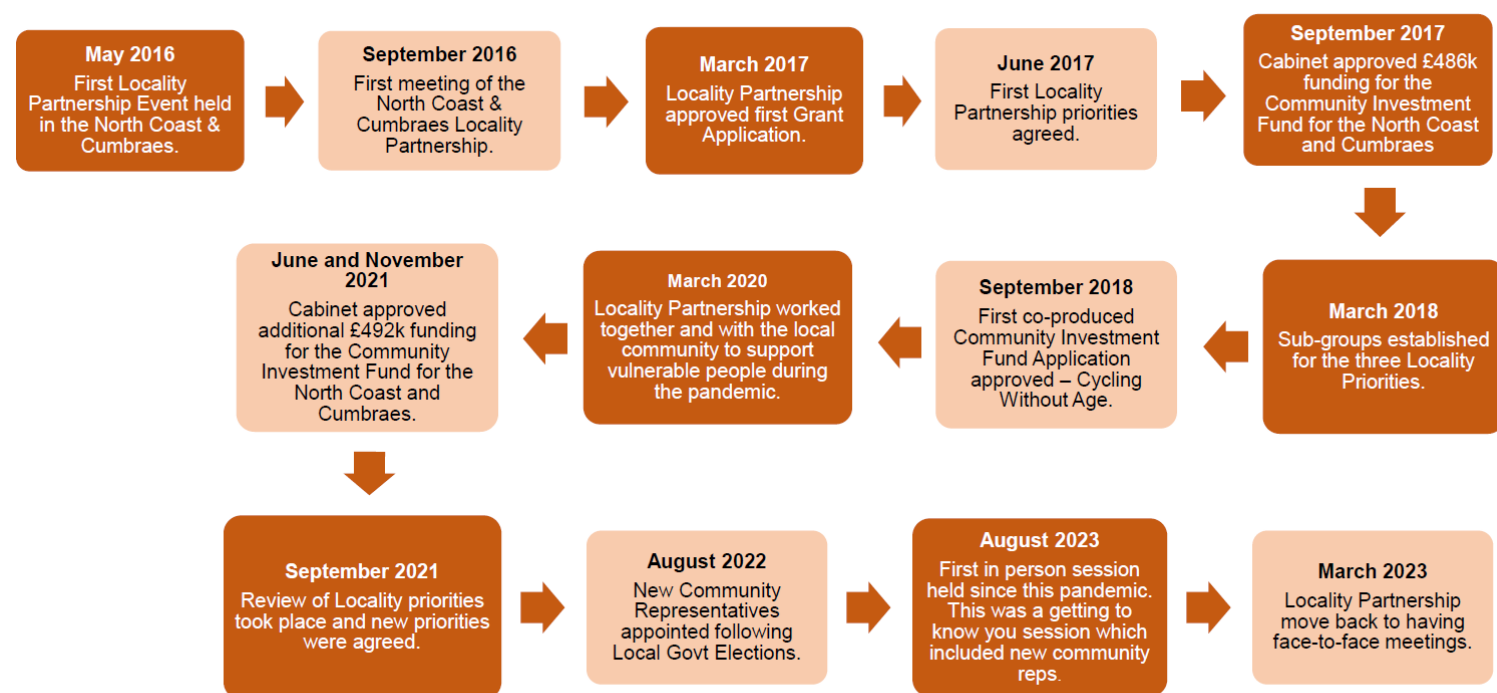 May 2016
First Locality
Partnership Event held
in the North Coast &
Cumbraes.
September 2016
First meeting of the
North Coast &
Cumbraes Locality
Partnership.
March 2017
Locality Partnership
approved first Grant
Application.
June 2017
First Locality
Partnership priorities
agreed.
September 2017
Cabinet approved £486k
funding for the
Community Investment
Fund for the North Coast
and Cumbraes
March 2018
Sub-groups established
for the three Locality
Priorities.
September 2018
First co-produced
Community Investment
Fund Application
approved – Cycling
Without Age.
March 2020
Locality Partnership worked
together and with the local
community to support
vulnerable people during
the pandemic.
June and November
2021
Cabinet approved
additional £492k funding
for the Community
Investment Fund for the
North Coast and
Cumbraes.
September 2021
Review of Locality priorities
took place and new priorities
were agreed.
August 2022
New Community
Representatives
appointed following
Local Govt Elections.
August 2023
First in person session
held since this pandemic.
This was a getting to
know you session which
included new community
reps.
March 2023
Locality Partnership
move back to having
face-to-face meetings.